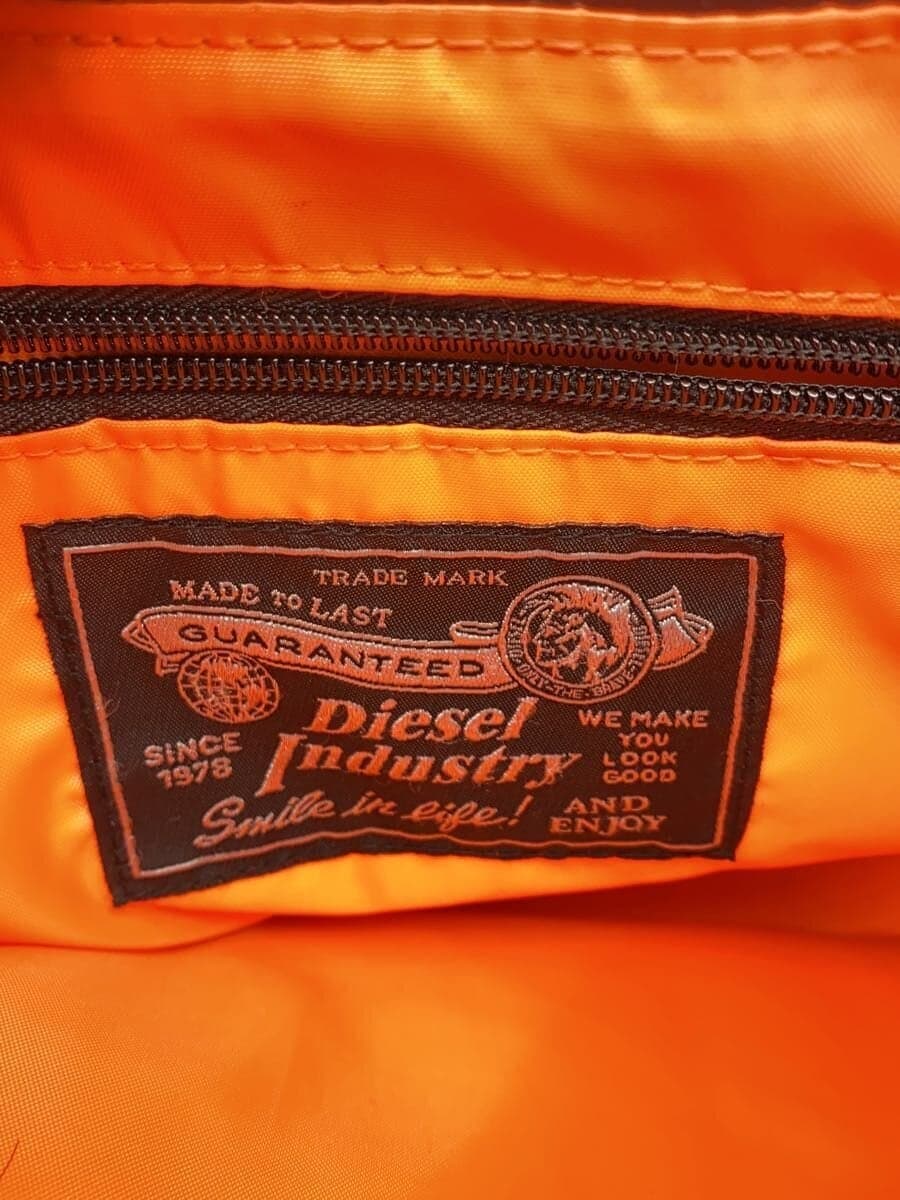 TRADE MARK
MADE TO LAST
GUARANTEED
ONLY-THE-BRAVE
Diesel
Industry
SINCE
1978
WE MAKE
YOU
LOOK
GOOD
Smile in life!
AND
ENJOY